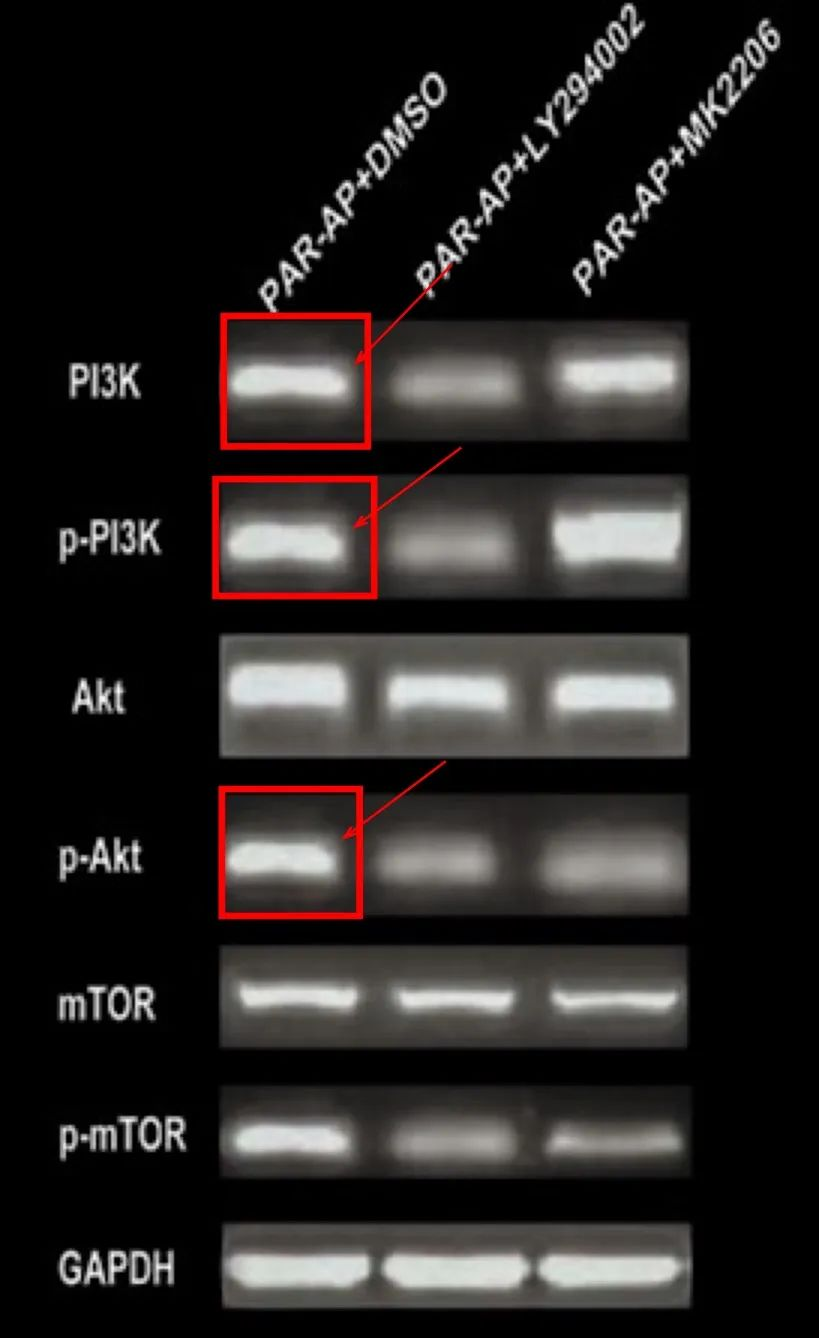 PAR-AP+DMSO
PAR-AP+LY294002
PAR-AP+MK2206
PI3K
p-PI3K
Akt
p-Akt
mTOR
p-mTOR
GAPDH